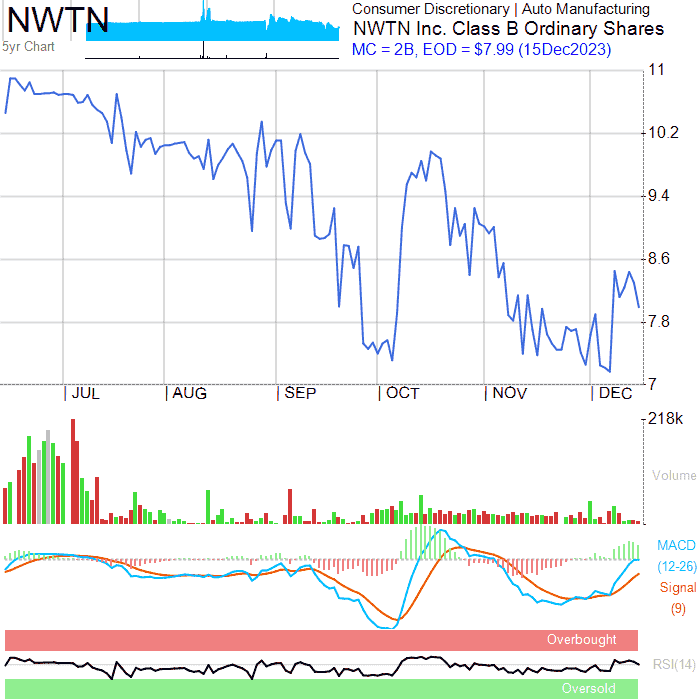 NWTN
5yr Chart
Consumer Discretionary | Auto Manufacturing
NWTN Inc. Class B Ordinary Shares
MC = 2B, EOD = $7.99 (15Dec2023)
11
10.2
9.4
8.6
7.8
7
| JUL | AUG | SEP | OCT | NOV | DEC
218k
Volume
MACD
(12-26)
Signal
(9)
Overbought
RSI(14)
Oversold